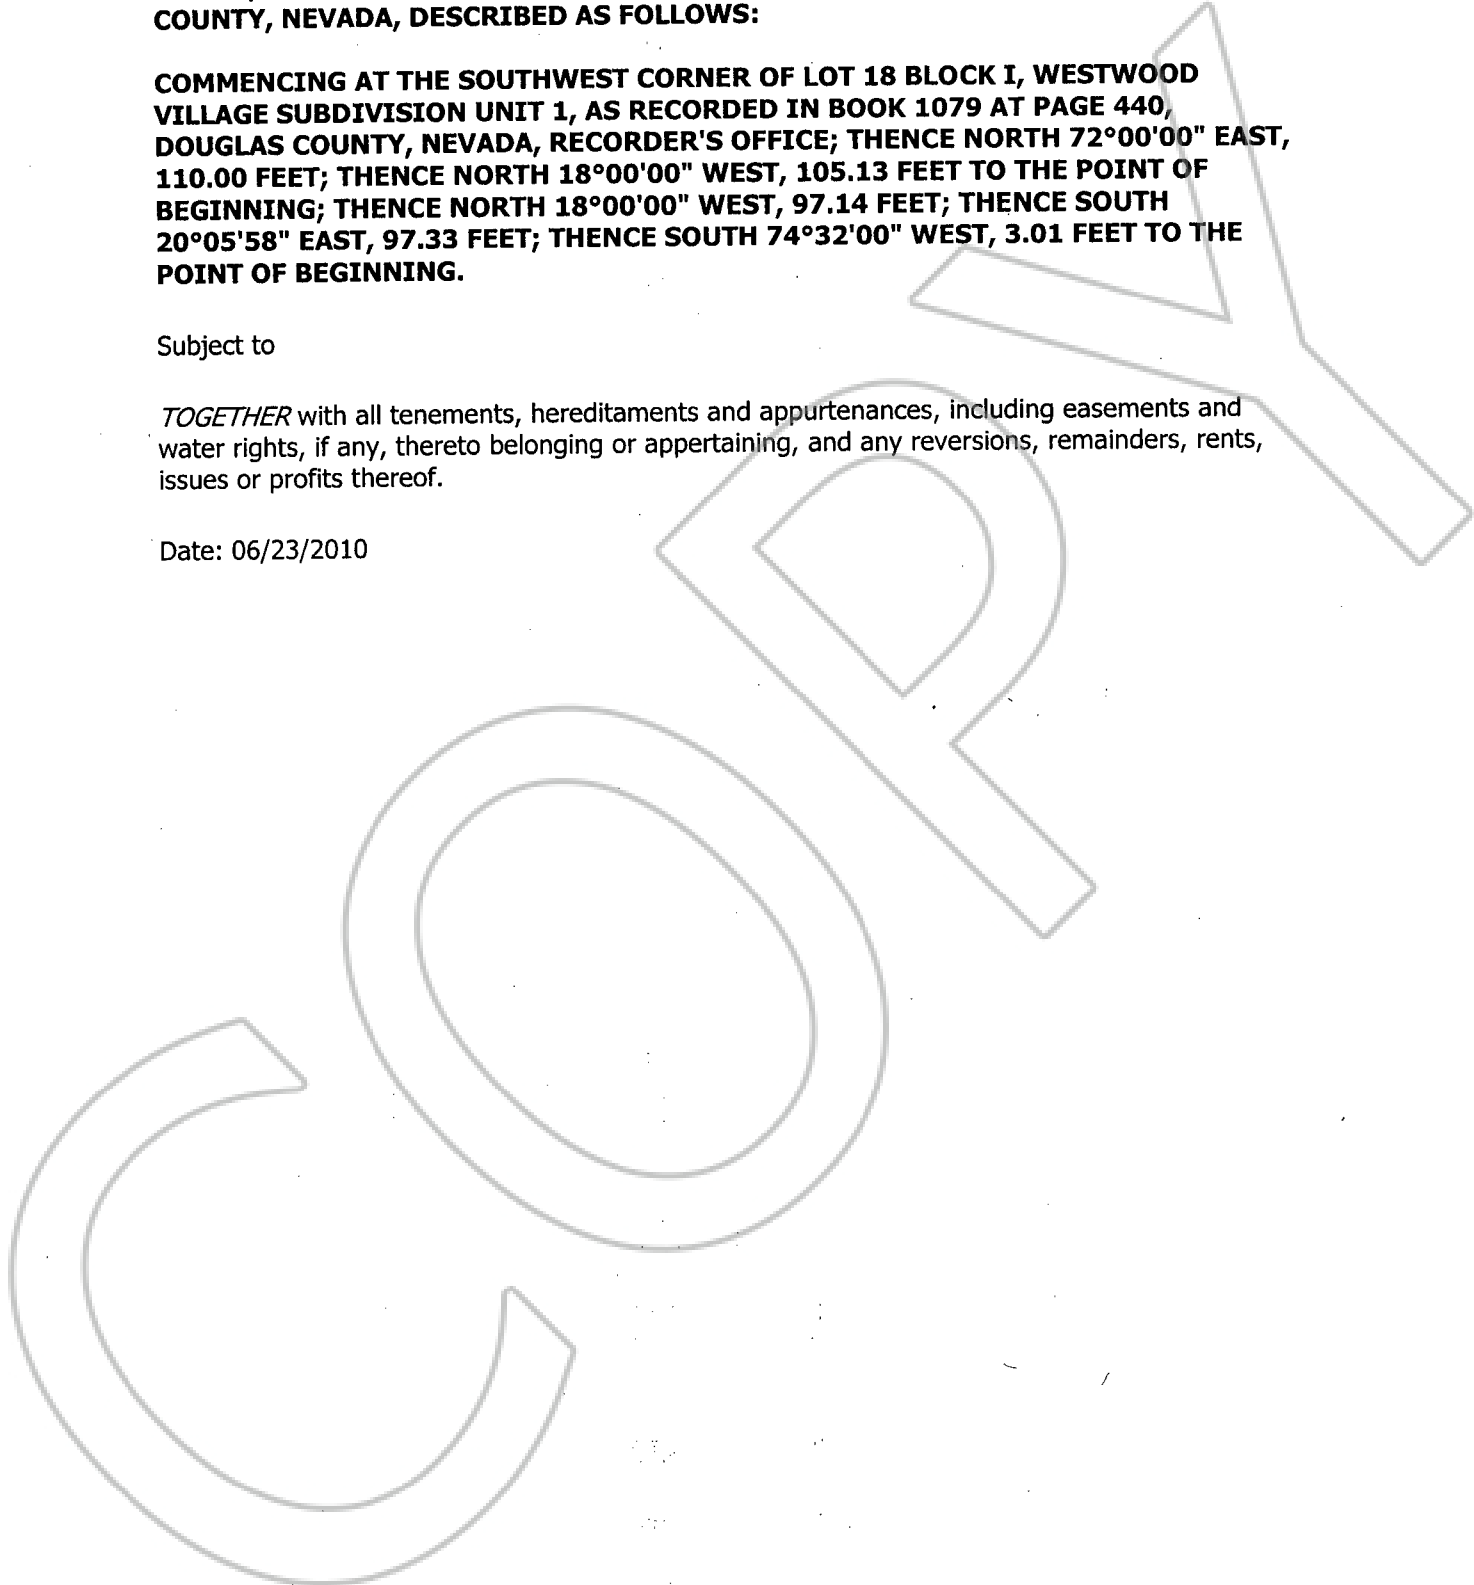 COUNTY, NEVADA, DESCRIBED AS FOLLOWS:
COMMENCING AT THE SOUTHWEST CORNER OF LOT 18 BLOCK I, WESTWOOD
VILLAGE SUBDIVISION UNIT 1, AS RECORDED IN BOOK 1079 AT PAGE 440,
DOUGLAS COUNTY, NEVADA, RECORDER'S OFFICE; THENCE NORTH 72°00'00" EAST,
110.00 FEET; THENCE NORTH 18°00'00" WEST, 105.13 FEET TO THE POINT OF
BEGINNING; THENCE NORTH 18°00'00" WEST, 97.14 FEET; THENCE SOUTH
20°05'58" EAST, 97.33 FEET; THENCE SOUTH 74°32'00" WEST, 3.01 FEET TO THE
POINT OF BEGINNING.
Subject to
TOGETHER with all tenements, hereditaments and appurtenances, including easements and
water rights, if any, thereto belonging or appertaining, and any reversions, remainders, rents,
issues or profits thereof.
Date: 06/23/2010
COPY